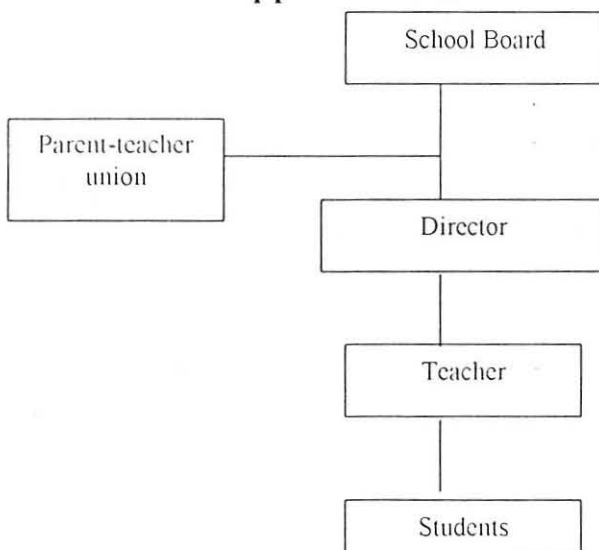 School Board
Parent-teacher
union
Director
Teacher
Students